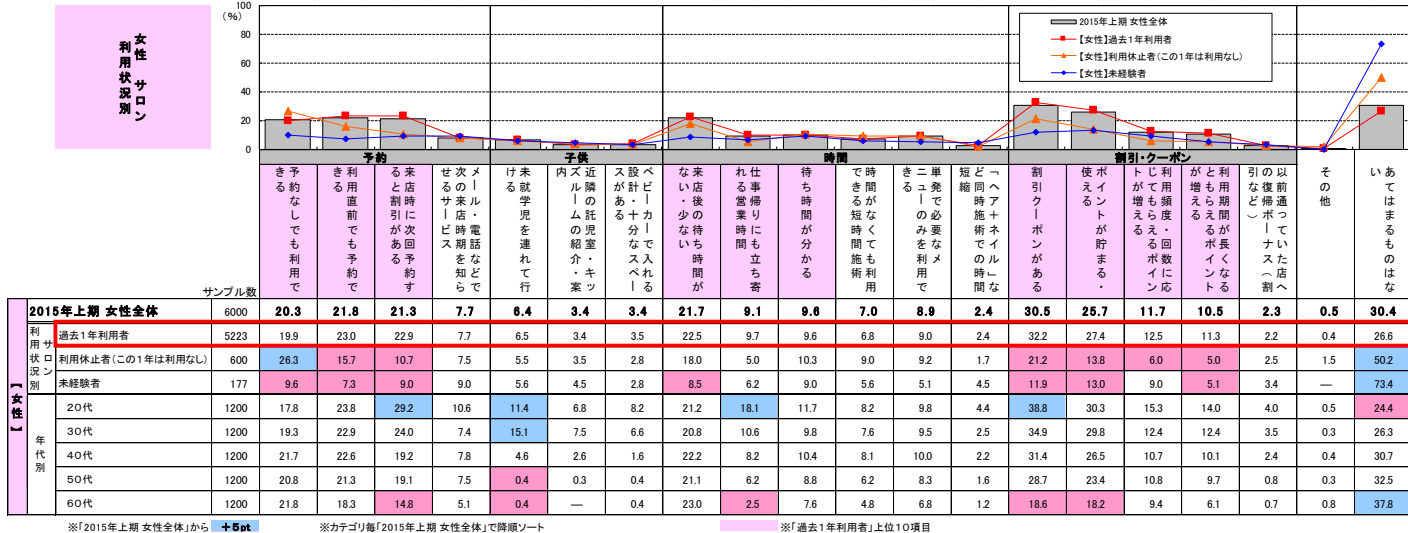 女性 サロン
利用状況別
(%)
100
80
60
40
20
0
2015年上期 女性全体
【女性】過去1年利用者
【女性】利用休止者(この1年は利用なし)
【女性】未経験者
予約 子供 時間 割引・クーポン
予約なしでも利用できる
利用直前でも予約できる
来店時に次回予約すると割引がある
メール・電話などで次の来店時期を知らせるサービス
未就学児を連れて行ける
近隣の託児室・キッズルームの紹介・案内
ベビーカーで入れる設計・十分なスペースがある
来店後の待ち時間がない・少ない
仕事帰りにも立ち寄れる営業時間
待ち時間が分かる
時間がなくても利用できる短時間施術
単発で必要なメニューのみを利用できる
「ヘア+ネイル」など同時施術での時間短縮
割引クーポンがある
ポイントが貯まる・使える
利用頻度・回数に応じてもらえるポイントが増える
利用期間が長くなるともらえるポイントが増える
以前通っていた店への復帰ボーナス(割引など)
その他
あてはまるものはない
サンプル数
2015年上期 女性全体 6000 20.3 21.8 21.3 7.7 6.4 3.4 3.4 21.7 9.1 9.6 7.0 8.9 2.4 30.5 25.7 11.7 10.5 2.3 0.5 30.4
【女性】
サロン利用状況別
過去1年利用者 5223 19.9 23.0 22.9 7.7 6.5 3.4 3.5 22.5 9.7 9.6 6.8 9.0 2.4 32.2 27.4 12.5 11.3 2.2 0.4 26.6
利用休止者(この1年は利用なし) 600 26.3 15.7 10.7 7.5 5.5 3.5 2.8 18.0 5.0 10.3 9.0 9.2 1.7 21.2 13.8 6.0 5.0 2.5 1.5 50.2
未経験者 177 9.6 7.3 9.0 9.0 5.6 4.5 2.8 8.5 6.2 9.0 5.6 5.1 4.5 11.9 13.0 9.0 5.1 3.4 — 73.4
年代別
20代 1200 17.8 23.8 29.2 10.6 11.4 6.8 8.2 21.2 18.1 11.7 8.2 9.8 4.4 38.8 30.3 15.3 14.0 4.0 0.5 24.4
30代 1200 19.3 22.9 24.0 7.4 15.1 7.5 6.6 20.8 10.6 9.8 7.6 9.5 2.5 34.9 29.8 12.4 12.4 3.5 0.3 26.3
40代 1200 21.7 22.6 19.2 7.8 4.6 2.6 1.6 22.2 8.2 10.4 8.1 10.0 2.2 31.4 26.5 10.7 10.1 2.4 0.4 30.7
50代 1200 20.8 21.3 19.1 7.5 0.4 0.3 0.4 21.1 6.2 8.8 6.2 8.3 1.6 28.7 23.4 10.8 9.7 0.8 0.3 32.5
60代 1200 21.8 18.3 14.8 5.1 0.4 — 0.4 23.0 2.5 7.6 4.8 6.8 1.2 18.6 18.2 9.4 6.1 0.7 0.8 37.8
※「2015年上期 女性全体」から +5pt ※カテゴリ毎「2015年上期 女性全体」で降順ソート ※「過去1年利用者」上位10項目